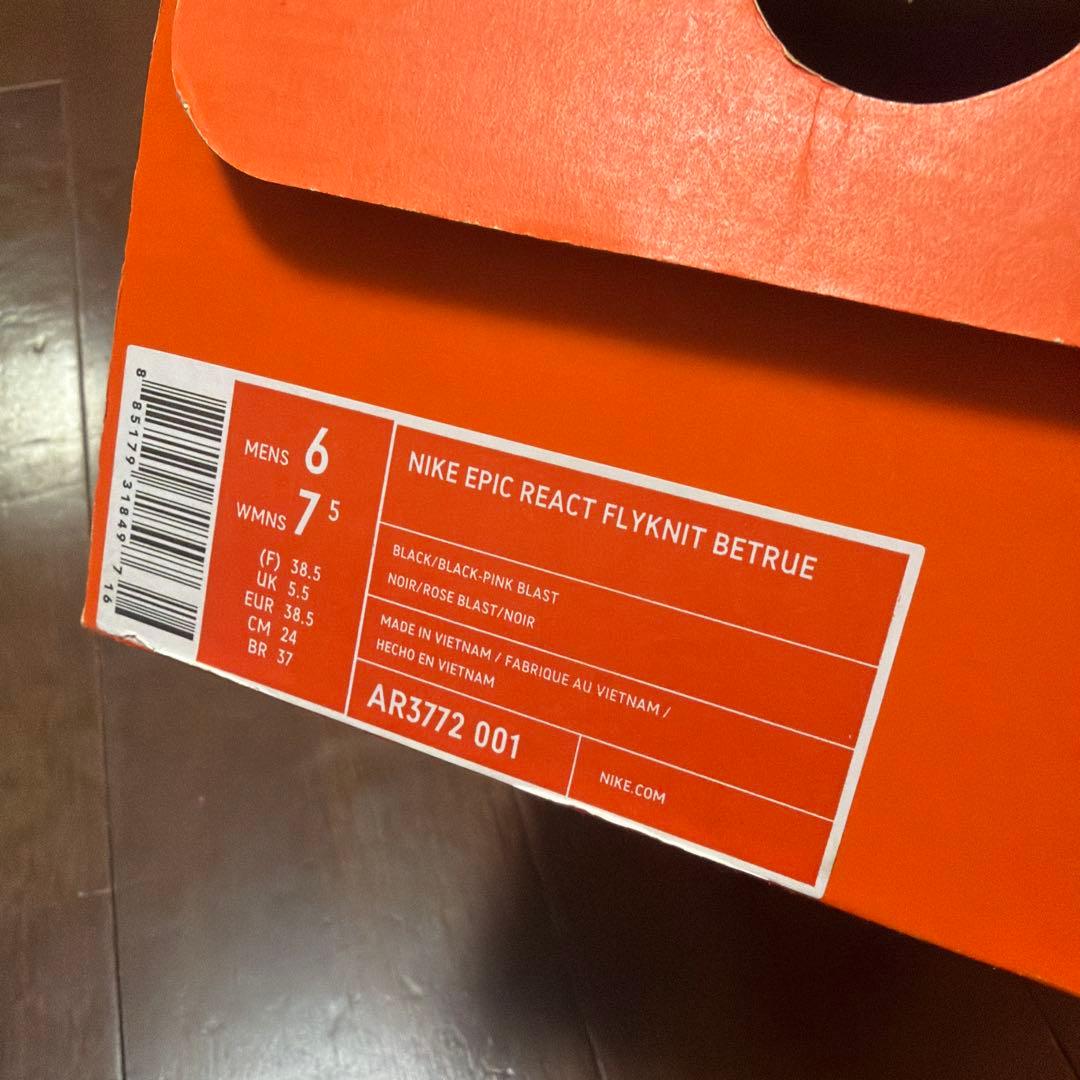 8 85179 31849 7 16
MENS 6
WMNS 7 5
(F) 38.5
UK 5.5
EUR 38.5
CM 24
BR 37
NIKE EPIC REACT FLYKNIT BETRUE
BLACK/BLACK-PINK BLAST
NOIR/ROSE BLAST/NOIR
MADE IN VIETNAM / FABRIQUE AU VIETNAM /
HECHO EN VIETNAM
AR3772 001
NIKE.COM